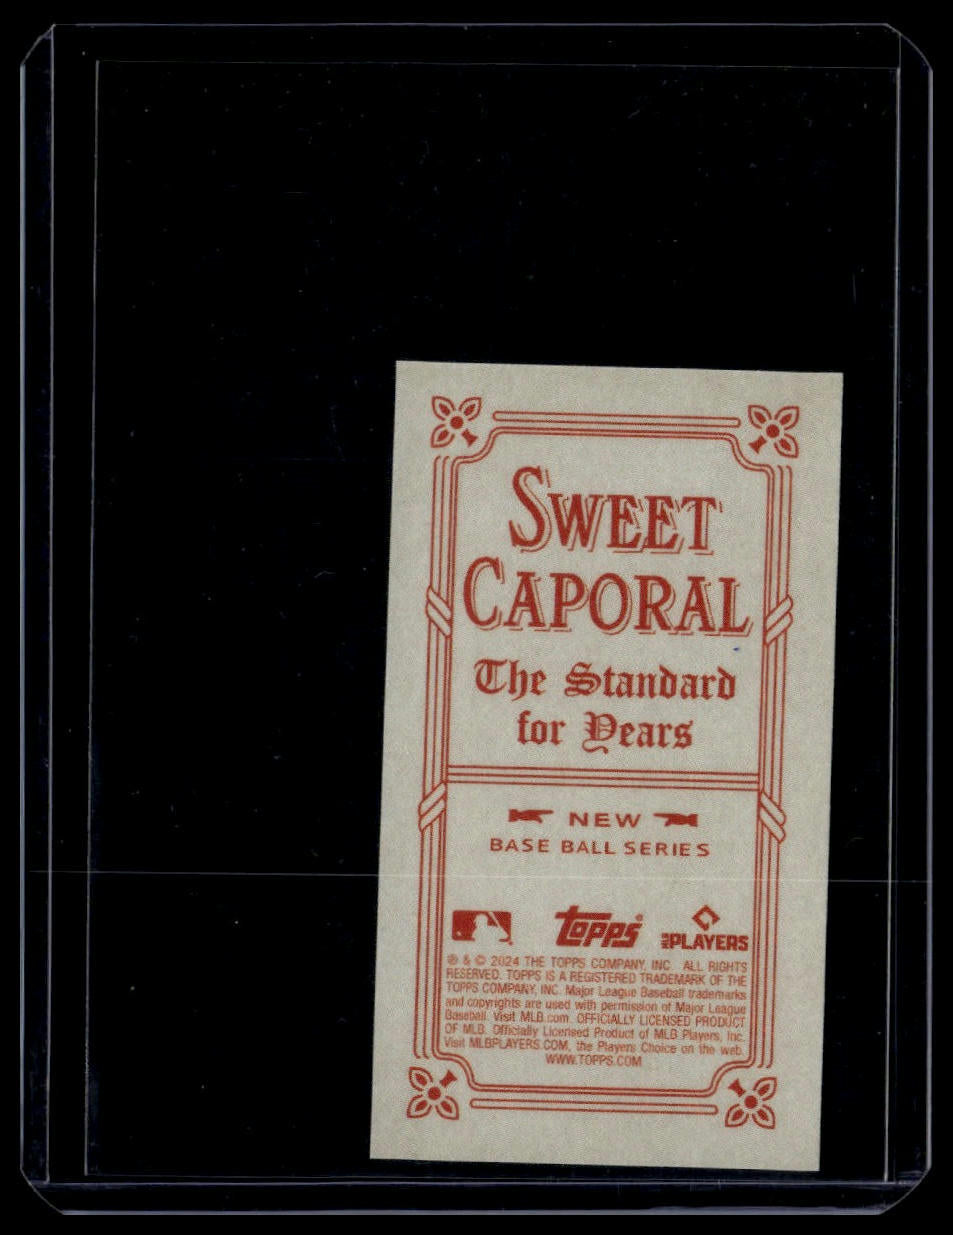 SWEET
CAPORAL
The Standard
for Years
NEW
BASE BALL SERIES
Topps® MLB PLAYERS
® & © 2024 THE TOPPS COMPANY, INC. ALL RIGHTS
RESERVED. TOPPS IS A REGISTERED TRADEMARK OF THE
TOPPS COMPANY, INC. Major League Baseball trademarks
and copyrights are used with permission of Major League
Baseball. Visit MLB.com. OFFICIALLY LICENSED PRODUCT
OF MLB. Officially Licensed Product of MLB Players, Inc.
Visit MLBPLAYERS.COM, the Players Choice on the web.
WWW.TOPPS.COM